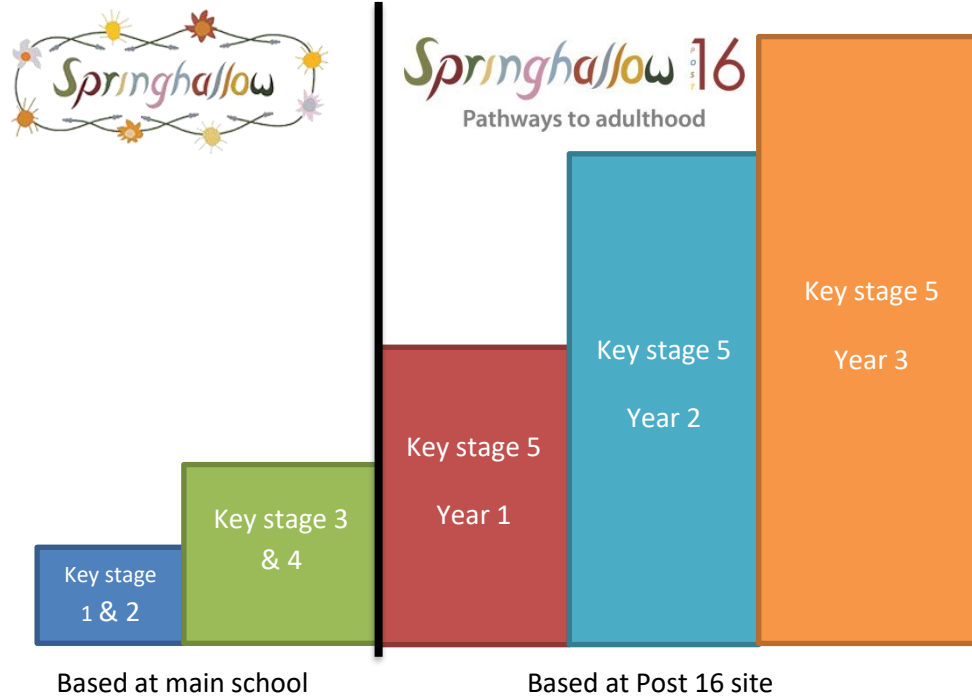 Springhallow
Springhallow POST 16
Pathways to adulthood
Key stage
1 & 2
Key stage 3
& 4
Key stage 5
Year 1
Key stage 5
Year 2
Key stage 5
Year 3
Based at main school
Based at Post 16 site